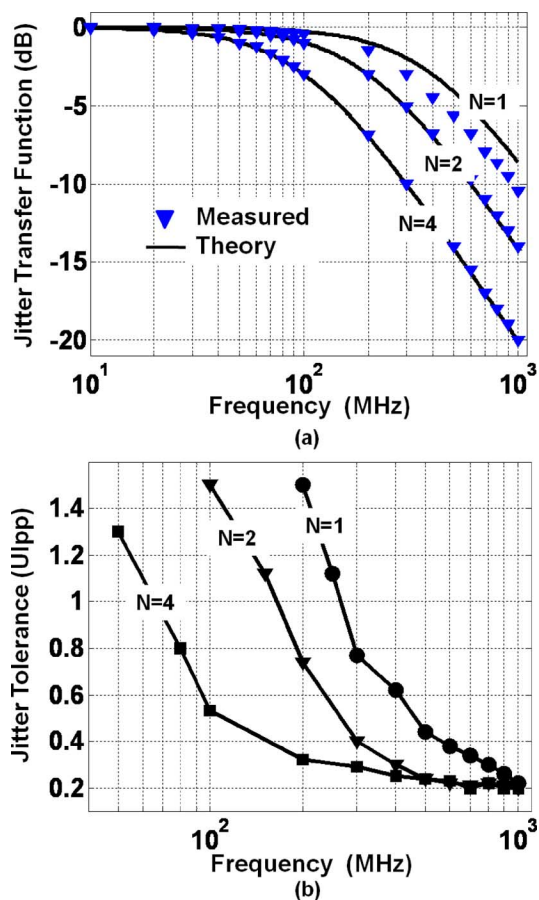 Jitter Transfer Function (dB)
0
-5
-10
-15
-20
N=1
N=2
N=4
Measured
Theory
10^1
10^2
10^3
Frequency (MHz)
(a)
Jitter Tolerance (UIpp)
1.4
1.2
1
0.8
0.6
0.4
0.2
N=1
N=2
N=4
10^2
10^3
Frequency (MHz)
(b)